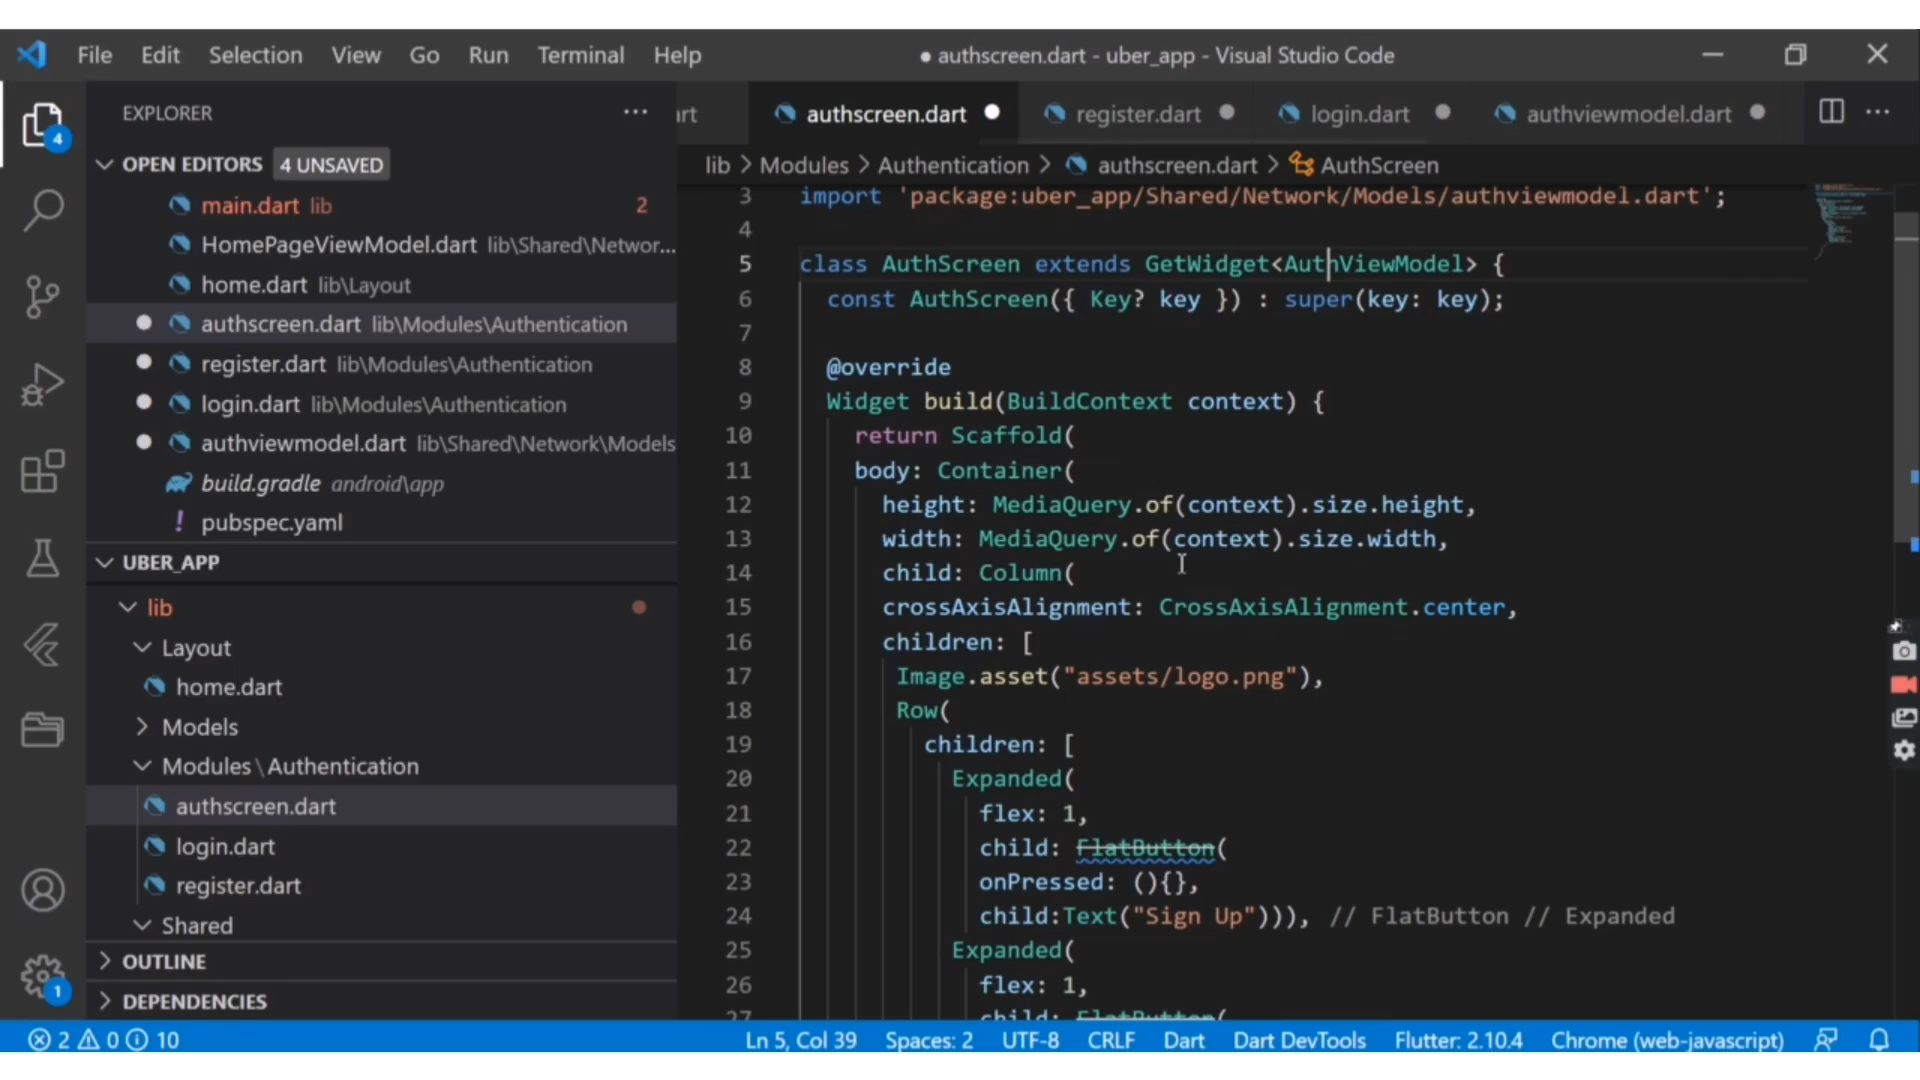 File Edit Selection View Go Run Terminal Help
● authscreen.dart - uber_app - Visual Studio Code
4
EXPLORER
OPEN EDITORS 4 UNSAVED
main.dart lib 2
HomePageViewModel.dart lib\Shared\Networ...
home.dart lib\Layout
authscreen.dart lib\Modules\Authentication
register.dart lib\Modules\Authentication
login.dart lib\Modules\Authentication
authviewmodel.dart lib\Shared\Network\Models
build.gradle android\app
! pubspec.yaml
UBER_APP
lib
Layout
home.dart
Models
Modules\Authentication
authscreen.dart
login.dart
register.dart
Shared
OUTLINE
DEPENDENCIES
1
rt authscreen.dart register.dart login.dart authviewmodel.dart
lib > Modules > Authentication > authscreen.dart > AuthScreen
3 import 'package:uber_app/Shared/Network/Models/authviewmodel.dart';
4
5 class AuthScreen extends GetWidget<AuthViewModel> {
6 const AuthScreen({ Key? key }) : super(key: key);
7
8 @override
9 Widget build(BuildContext context) {
10 return Scaffold(
11 body: Container(
12 height: MediaQuery.of(context).size.height,
13 width: MediaQuery.of(context).size.width,
14 child: Column(
15 crossAxisAlignment: CrossAxisAlignment.center,
16 children: [
17 Image.asset("assets/logo.png"),
18 Row(
19 children: [
20 Expanded(
21 flex: 1,
22 child: FlatButton(
23 onPressed: (){},
24 child:Text("Sign Up"))), // FlatButton // Expanded
25 Expanded(
26 flex: 1,
27 child: FlatButton(
2 0 10
Ln 5, Col 39 Spaces: 2 UTF-8 CRLF Dart Dart DevTools Flutter: 2.10.4 Chrome (web-javascript)